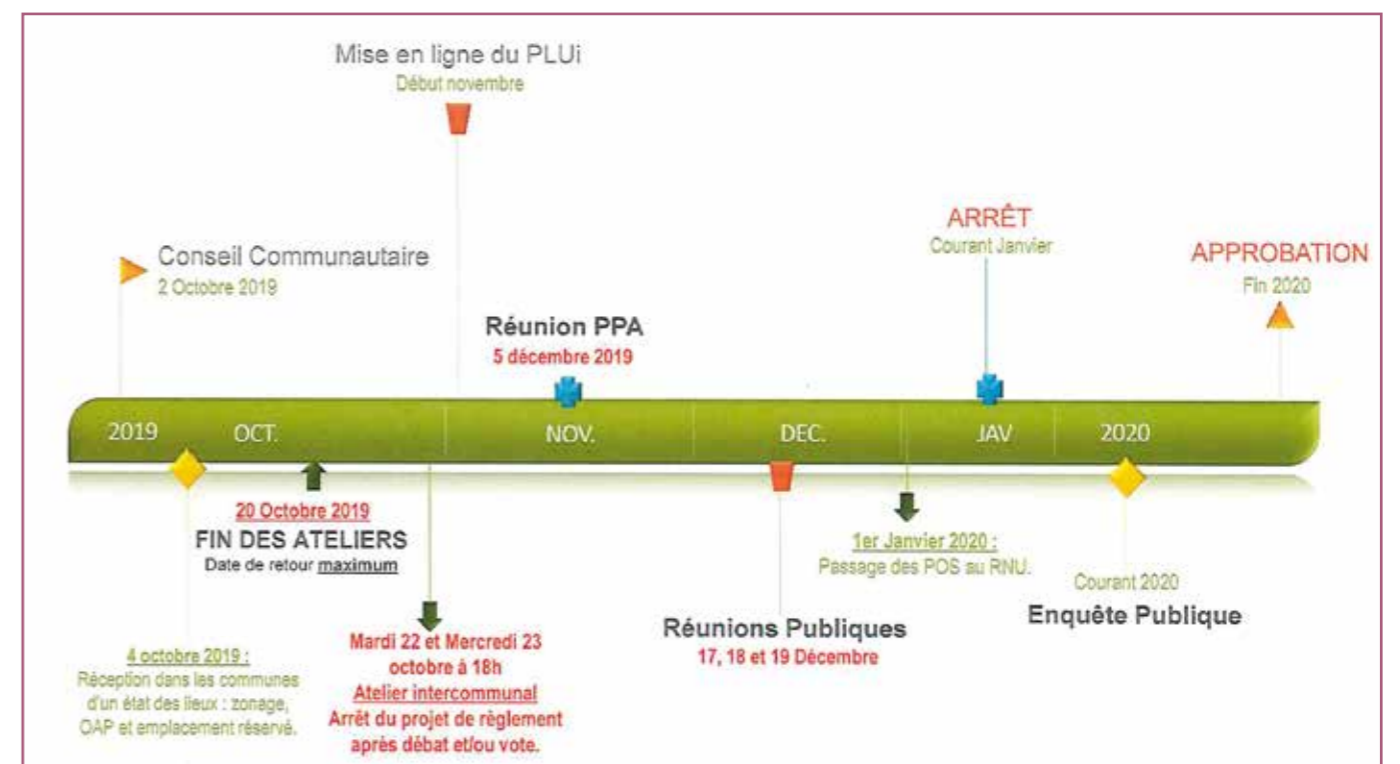 Mise en ligne du PLUi
Début novembre
Conseil Communautaire
2 Octobre 2019
Réunion PPA
5 décembre 2019
ARRÊT
Courant Janvier
APPROBATION
Fin 2020
2019 OCT. NOV. DEC. JAV 2020
20 Octobre 2019
FIN DES ATELIERS
Date de retour maximum
4 octobre 2019 :
Réception dans les communes
d'un état des lieux : zonage,
OAP et emplacement réservé.
Mardi 22 et Mercredi 23
octobre à 18h
Atelier intercommunal
Arrêt du projet de règlement
après débat et/ou vote.
Réunions Publiques
17, 18 et 19 Décembre
1er Janvier 2020 :
Passage des POS au RNU.
Courant 2020
Enquête Publique